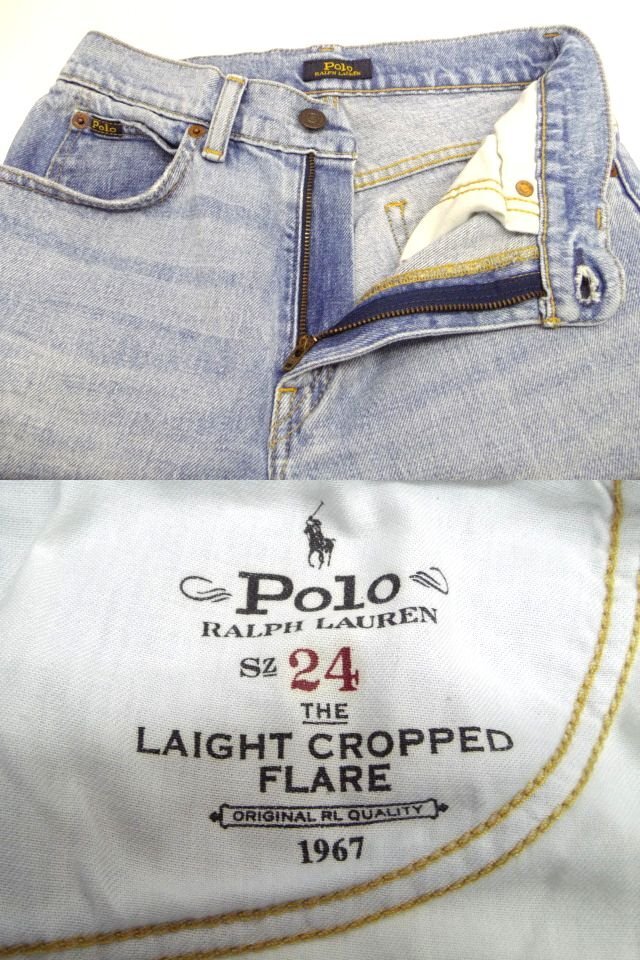 Polo
RALPH LAUREN
Polo
Polo
RALPH LAUREN
SZ 24
THE
LAIGHT CROPPED
FLARE
ORIGINAL RL QUALITY
1967